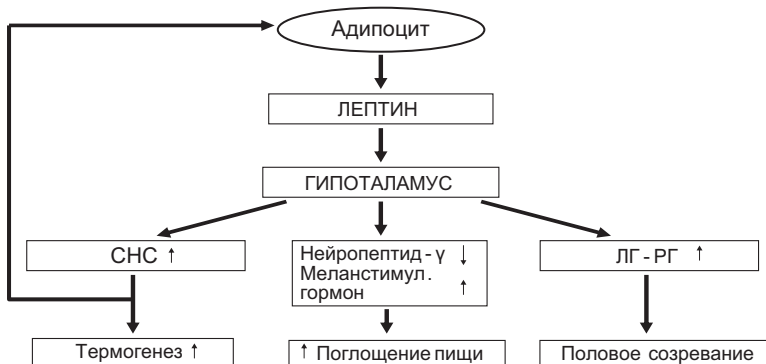 Адипоцит
ЛЕПТИН
ГИПОТАЛАМУС
СНС ↑
Нейропептид - γ ↓
Меланстимул.
гормон ↑
ЛГ - РГ ↑
Термогенез ↑
↑ Поглощение пищи
Половое созревание